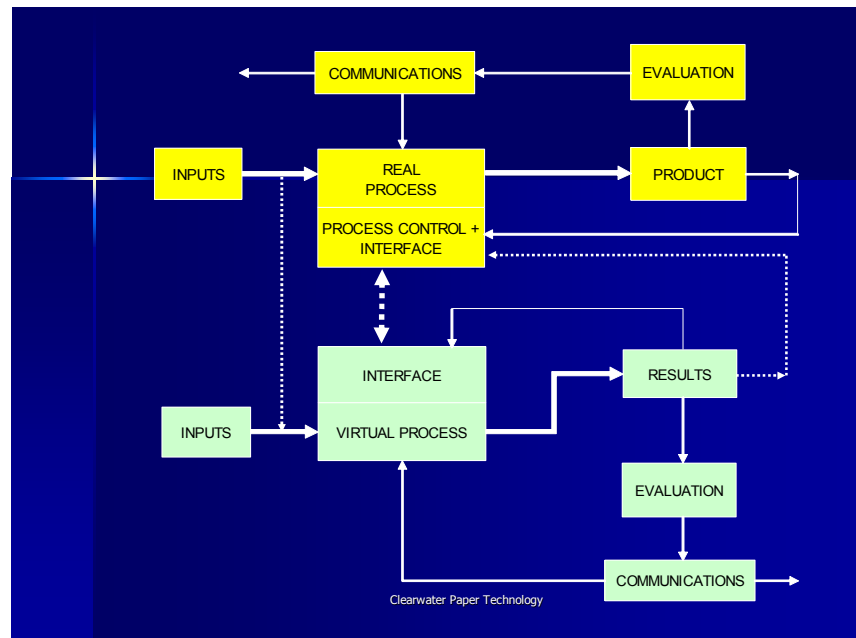 COMMUNICATIONS
EVALUATION
INPUTS
REAL
PROCESS
PRODUCT
PROCESS CONTROL +
INTERFACE
INTERFACE
RESULTS
INPUTS
VIRTUAL PROCESS
EVALUATION
COMMUNICATIONS
Clearwater Paper Technology